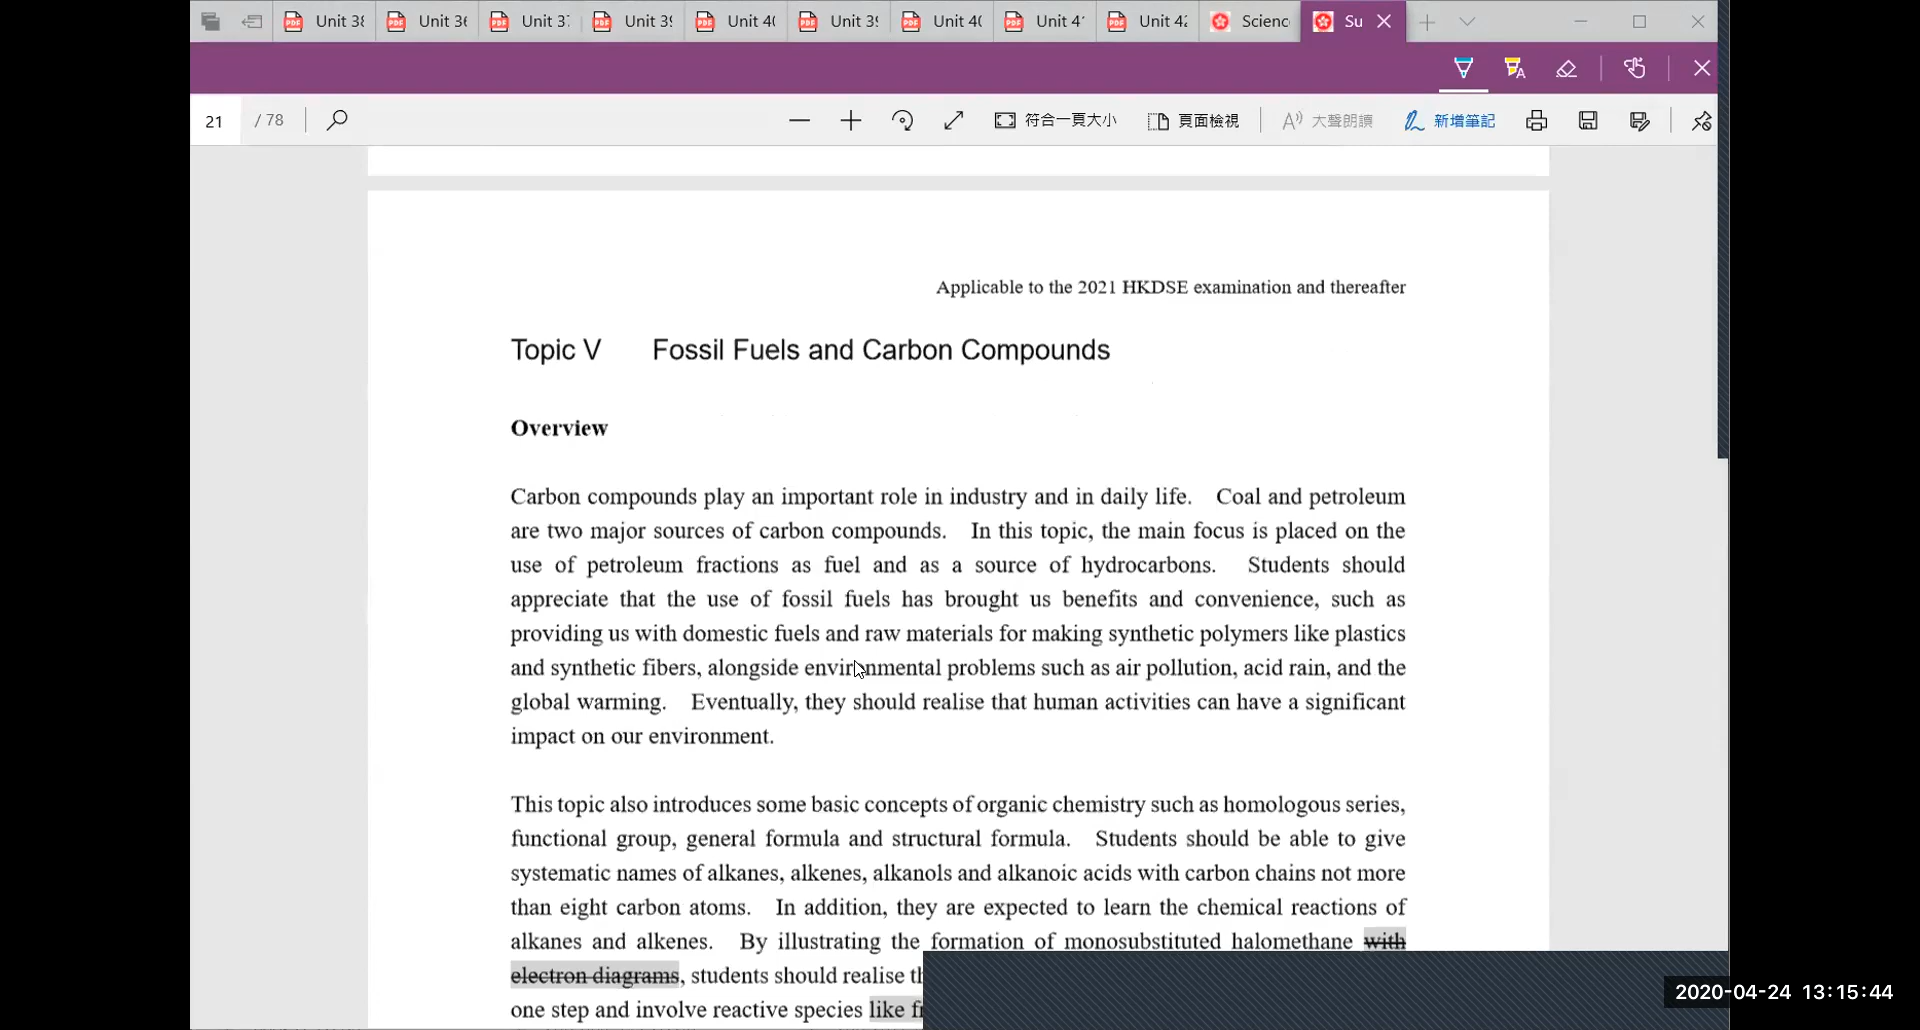 Unit 38 Unit 36 Unit 37 Unit 39 Unit 40 Unit 39 Unit 40 Unit 41 Unit 42 Scienc Su
21 / 78 符合一頁大小 頁面檢視 大聲朗讀 新增筆記
Applicable to the 2021 HKDSE examination and thereafter
Topic V Fossil Fuels and Carbon Compounds
Overview
Carbon compounds play an important role in industry and in daily life. Coal and petroleum
are two major sources of carbon compounds. In this topic, the main focus is placed on the
use of petroleum fractions as fuel and as a source of hydrocarbons. Students should
appreciate that the use of fossil fuels has brought us benefits and convenience, such as
providing us with domestic fuels and raw materials for making synthetic polymers like plastics
and synthetic fibers, alongside environmental problems such as air pollution, acid rain, and the
global warming. Eventually, they should realise that human activities can have a significant
impact on our environment.
This topic also introduces some basic concepts of organic chemistry such as homologous series,
functional group, general formula and structural formula. Students should be able to give
systematic names of alkanes, alkenes, alkanols and alkanoic acids with carbon chains not more
than eight carbon atoms. In addition, they are expected to learn the chemical reactions of
alkanes and alkenes. By illustrating the formation of monosubstituted halomethane with
electron diagrams, students should realise
one step and involve reactive species like
2020-04-24 13:15:44